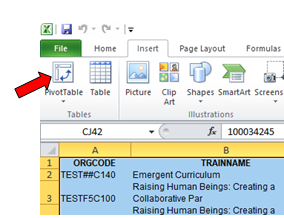 File Home Insert Page Layout Formulas
PivotTable Table Picture Clip Art Shapes SmartArt Screens
Tables Illustrations
CJ42 fx 100034245
A B
1 ORGCODE TRAINNAME
2 TEST##C140 Emergent Curriculum
Raising Human Beings: Creating a
3 TESTF5C100 Collaborative Par
Raising Human Beings: Creating a